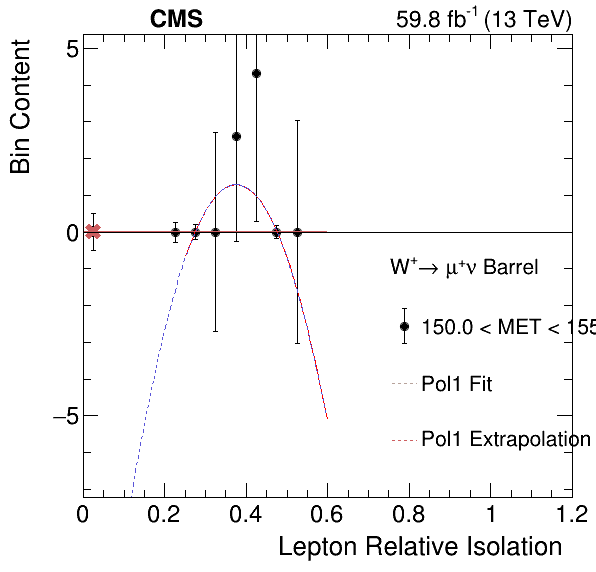 CMS
59.8 fb⁻¹ (13 TeV)
Bin Content
5
0
−5
W⁺→ μ⁺ν Barrel
150.0 < MET < 155
Pol1 Fit
Pol1 Extrapolation
0 0.2 0.4 0.6 0.8 1 1.2
Lepton Relative Isolation